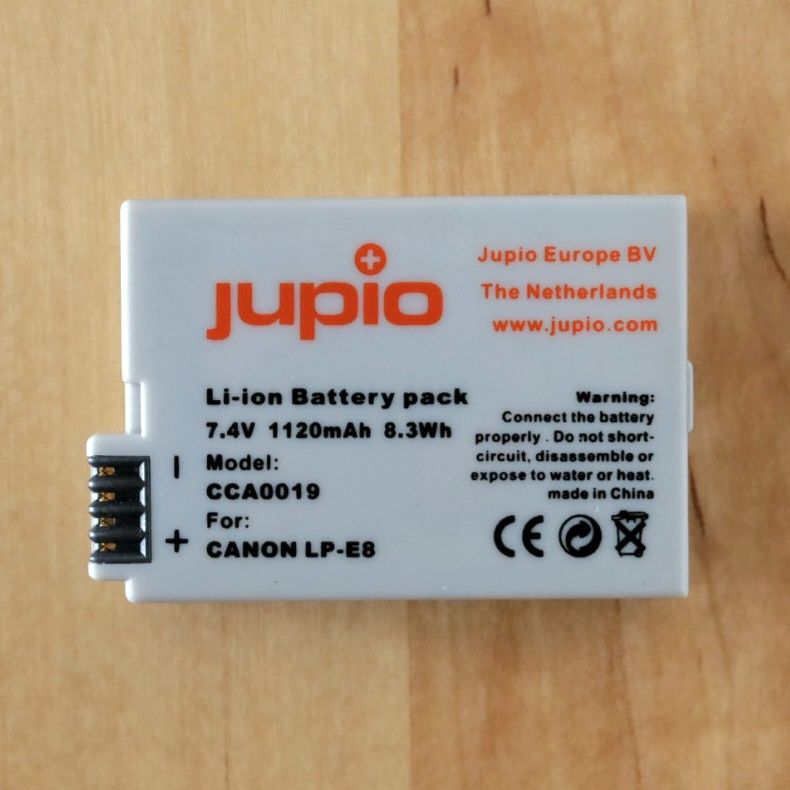 jupio
Jupio Europe BV
The Netherlands
www.jupio.com
Li-ion Battery pack
7.4V 1120mAh 8.3Wh
Model:
CCA0019
For:
CANON LP-E8
Warning:
Connect the battery
properly . Do not short-
circuit, disassemble or
expose to water or heat.
made in China
CE
-
+